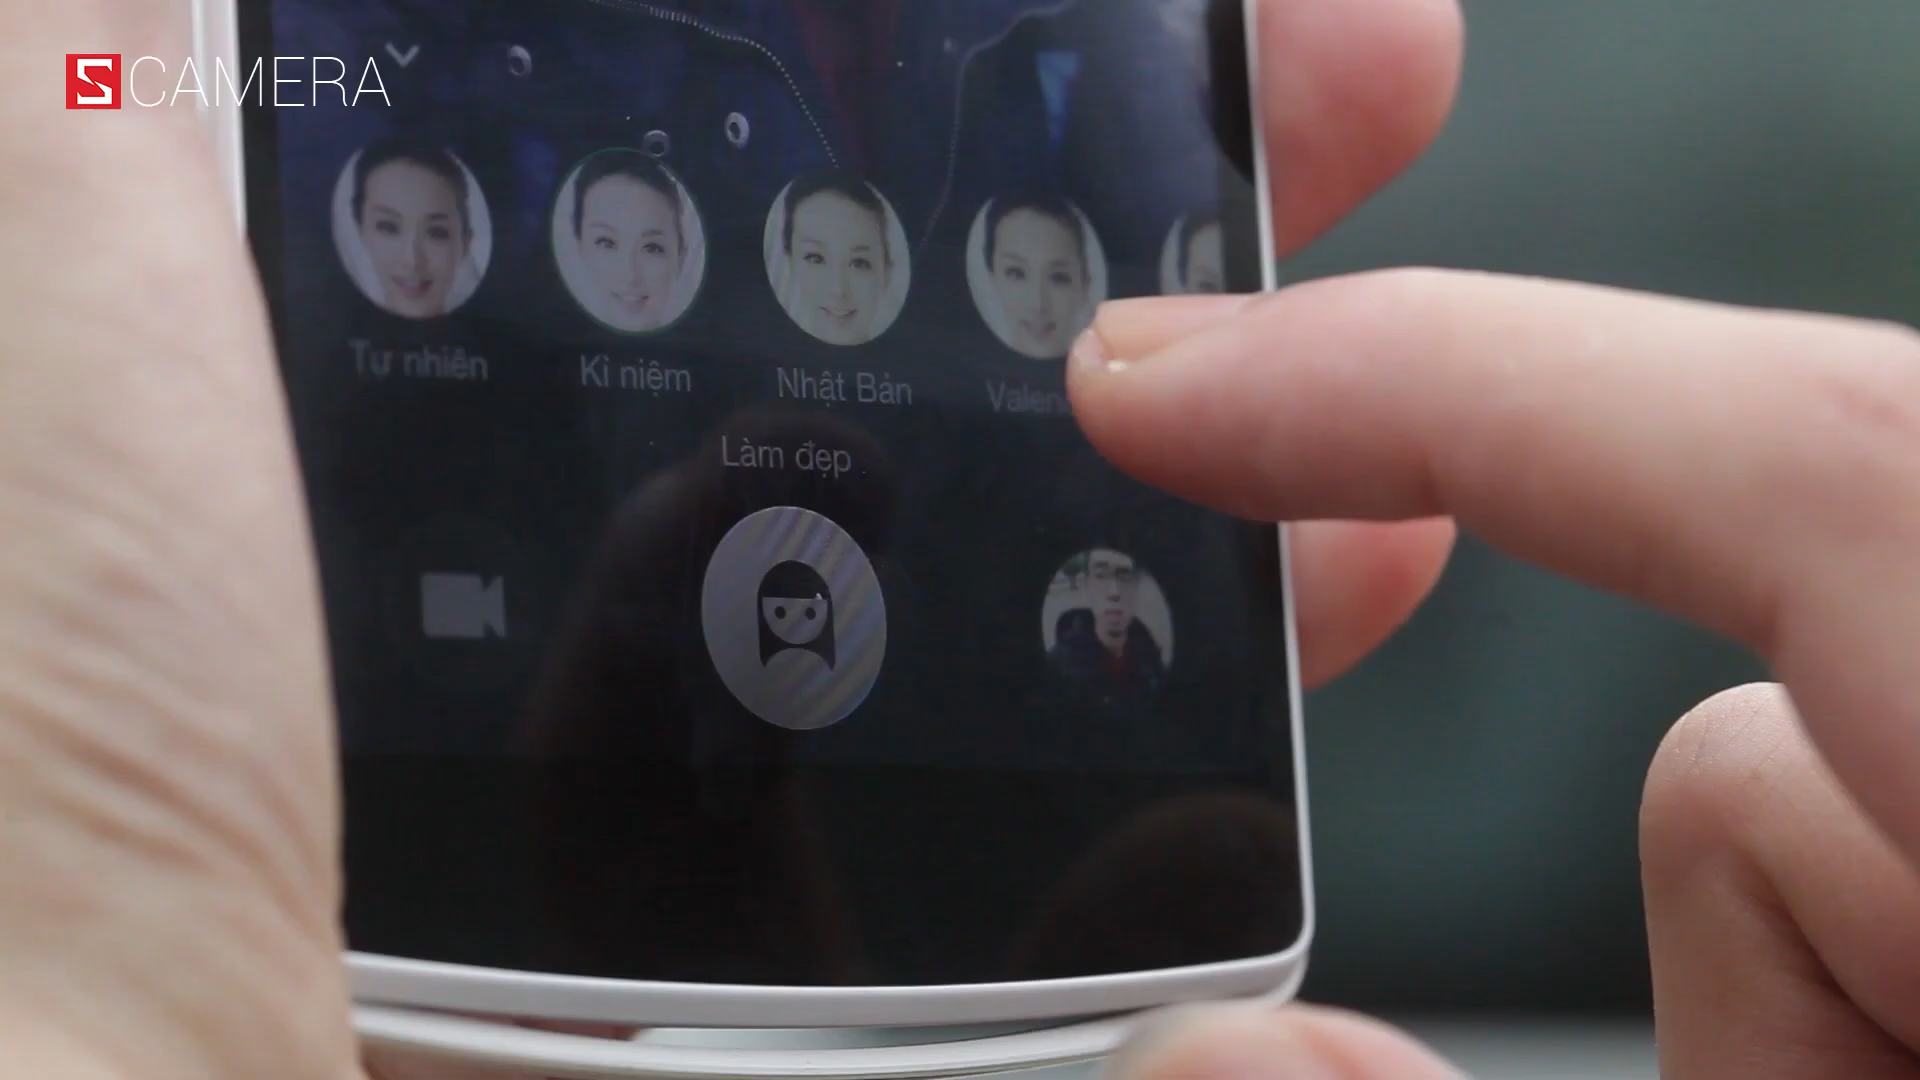 S CAMERA
Tự nhiên
Kỉ niệm
Nhật Bản
Làm đẹp